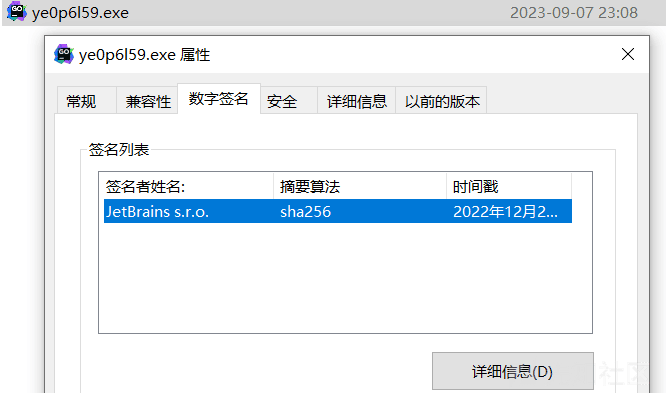 ye0p6l59.exe 2023-09-07 23:08
ye0p6l59.exe 属性
常规 兼容性 数字签名 安全 详细信息 以前的版本
签名列表
签名者姓名: 摘要算法 时间戳
JetBrains s.r.o. sha256 2022年12月2...
详细信息(D)
社区